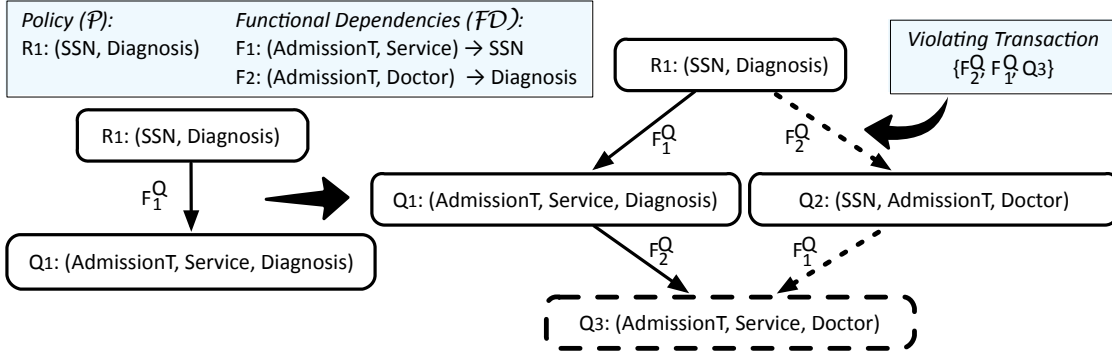 Policy (P):
R1: (SSN, Diagnosis)
Functional Dependencies (FD):
F1: (AdmissionT, Service) → SSN
F2: (AdmissionT, Doctor) → Diagnosis
R1: (SSN, Diagnosis)
F1Q
Q1: (AdmissionT, Service, Diagnosis)
R1: (SSN, Diagnosis)
Violating Transaction
{F2Q, F1Q, Q3}
F1Q
F2Q
Q1: (AdmissionT, Service, Diagnosis)
Q2: (SSN, AdmissionT, Doctor)
F2Q
F1Q
Q3: (AdmissionT, Service, Doctor)